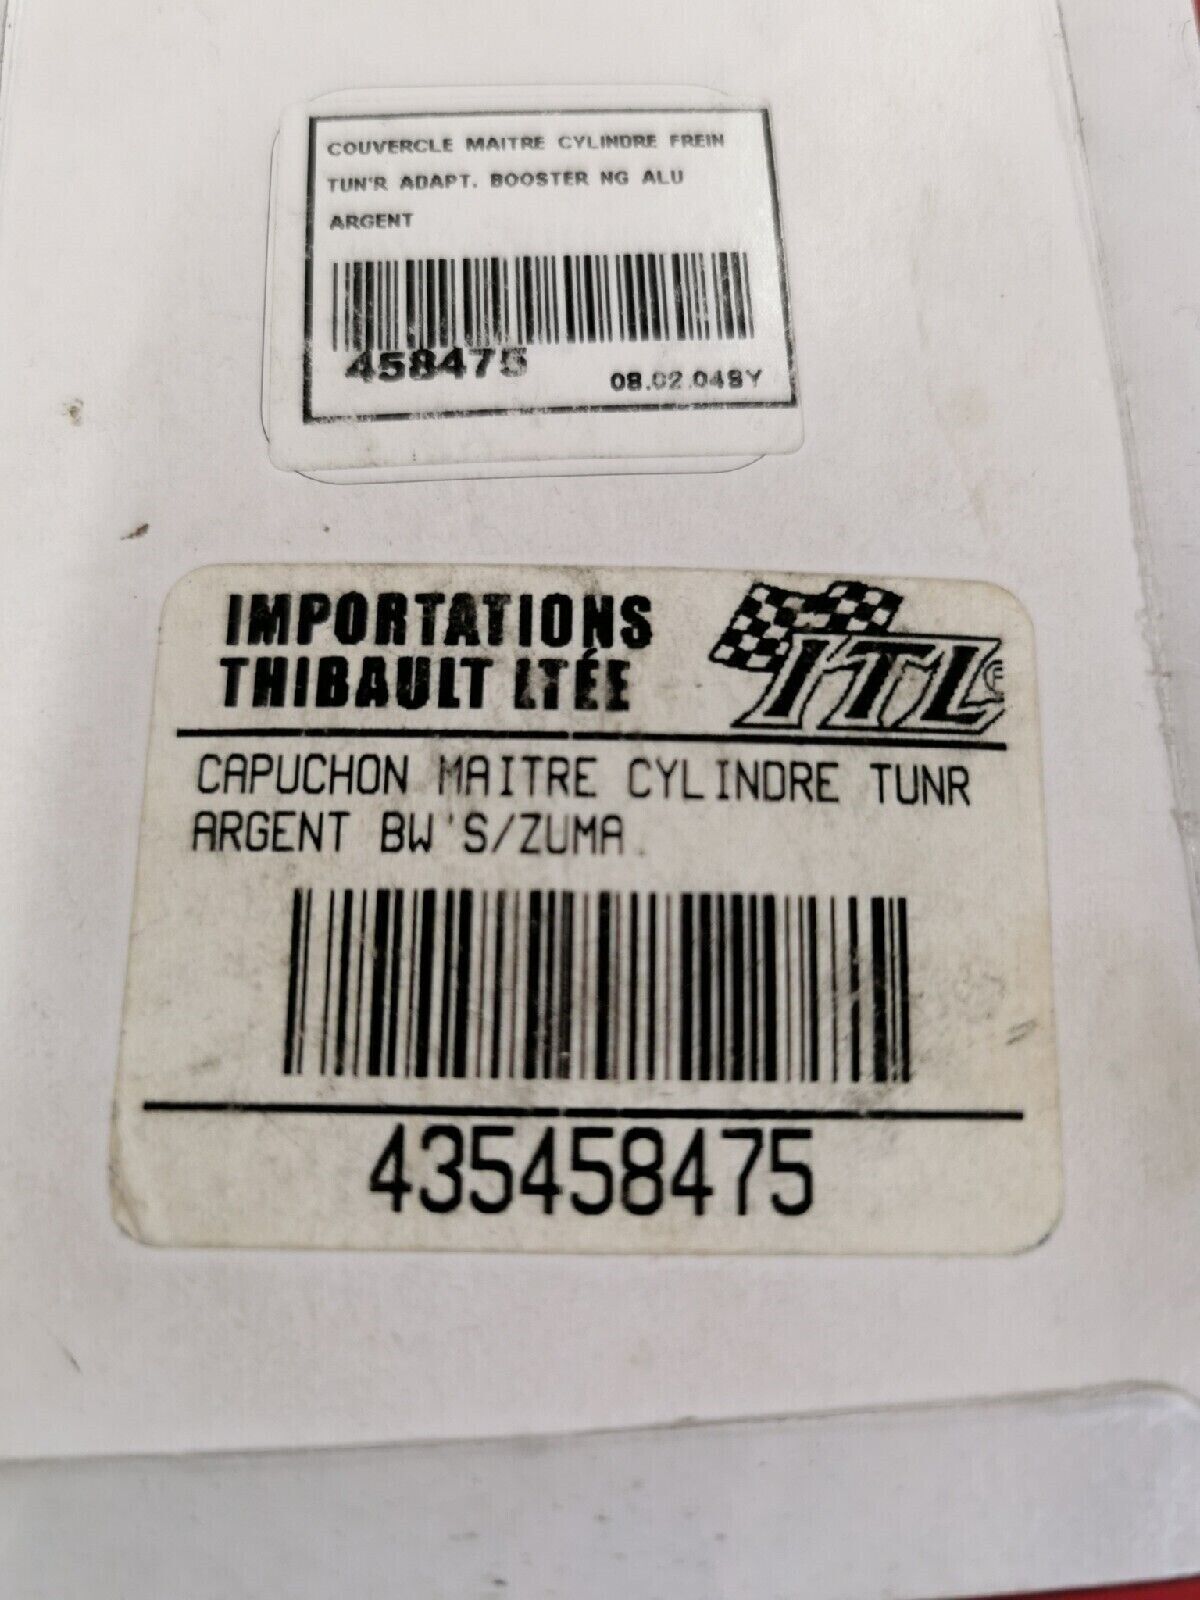 COUVERCLE MAITRE CYLINDRE FREIN
TUN'R ADAPT. BOOSTER NG ALU
ARGENT
458475
08.02.04SY
IMPORTATIONS
THIBAULT LTÉE
ITL
CAPUCHON MAITRE CYLINDRE TUNR
ARGENT BW'S/ZUMA
435458475